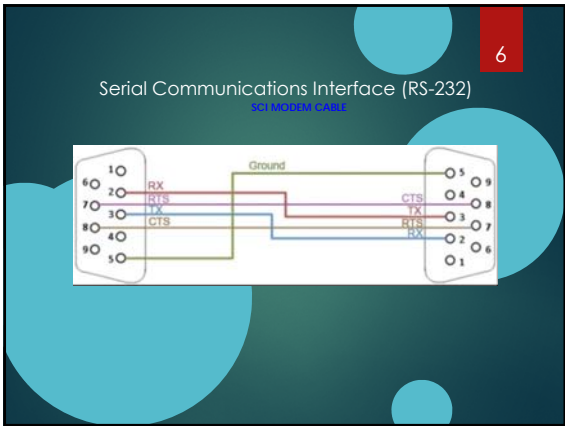 6
Serial Communications Interface (RS-232)
SCI MODEM CABLE
Ground
1
6
2 RX
7 RTS
3 TX
8 CTS
4
9
5
5
9
4
CTS 8
TX 3
RTS 7
RX 2
6
1